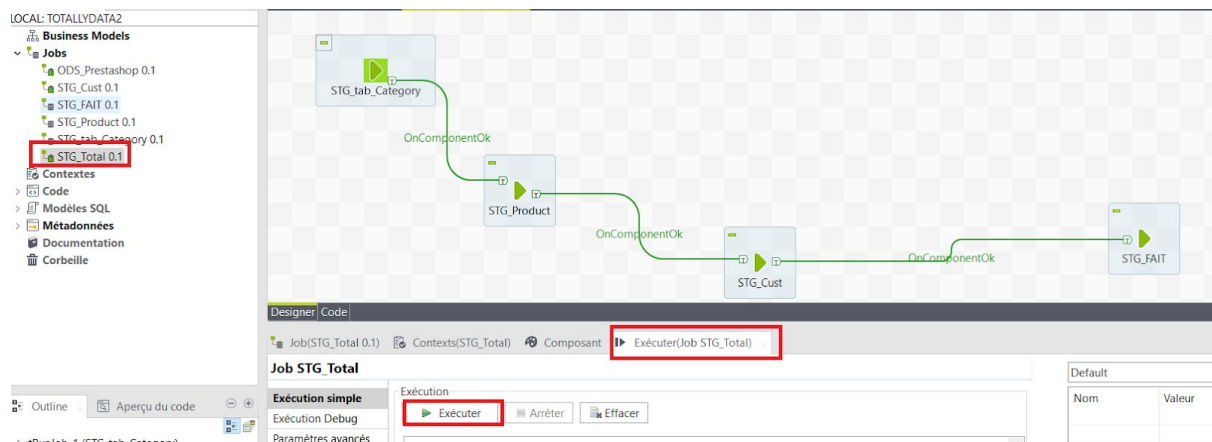 LOCAL: TOTALLYDATA2
Business Models
Jobs
ODS_Prestashop 0.1
STG_Cust 0.1
STG_FAIT 0.1
STG_Product 0.1
STG_tab_Category 0.1
STG_Total 0.1
Contextes
Code
Modèles SQL
Métadonnées
Documentation
Corbeille
STG_tab_Category
OnComponentOk
STG_Product
OnComponentOk
STG_Cust
OnComponentOk
STG_FAIT
Designer Code
Job(STG_Total 0.1) Contexts(STG_Total) Composant Exécuter(Job STG_Total)
Job STG_Total
Default
Exécution simple
Exécution Debug
Paramètres avancés
Exécution
Exécuter Arrêter Effacer
Nom Valeur
Outline Aperçu du code
tRunJob_1 (STG_tab_Category)